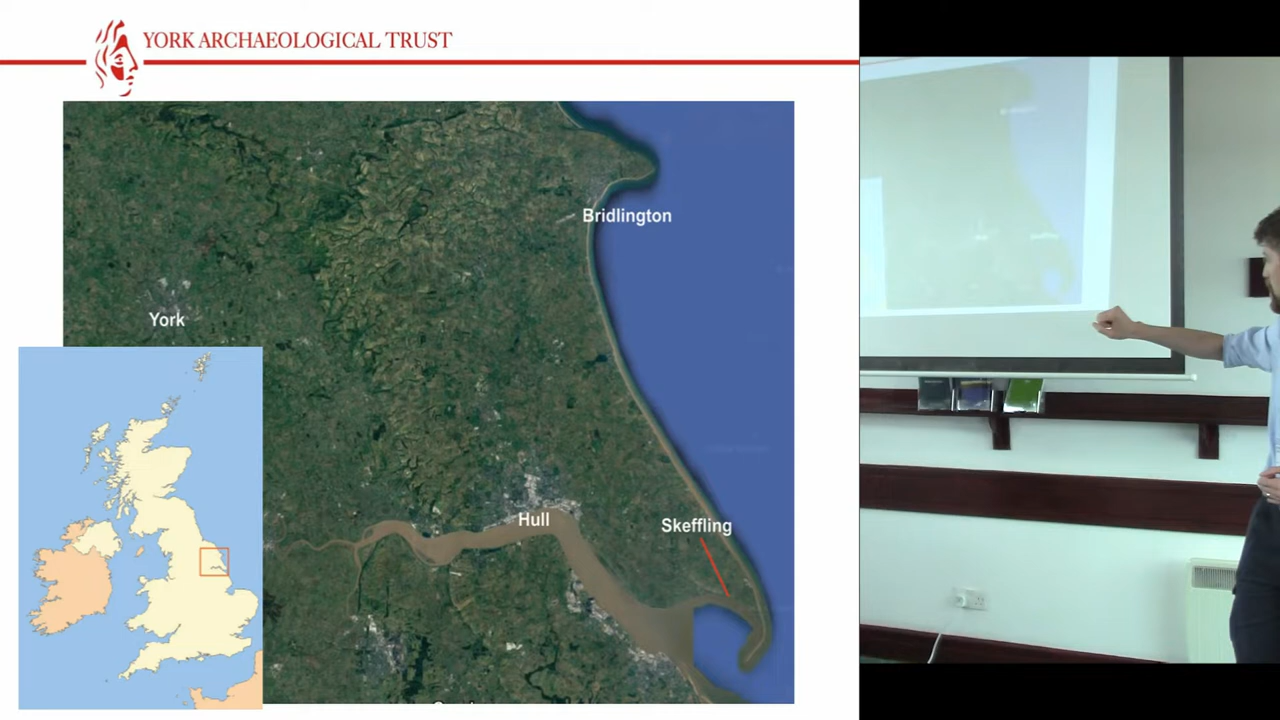 YORK ARCHAEOLOGICAL TRUST
Bridlington
York
Hull
Skeffling